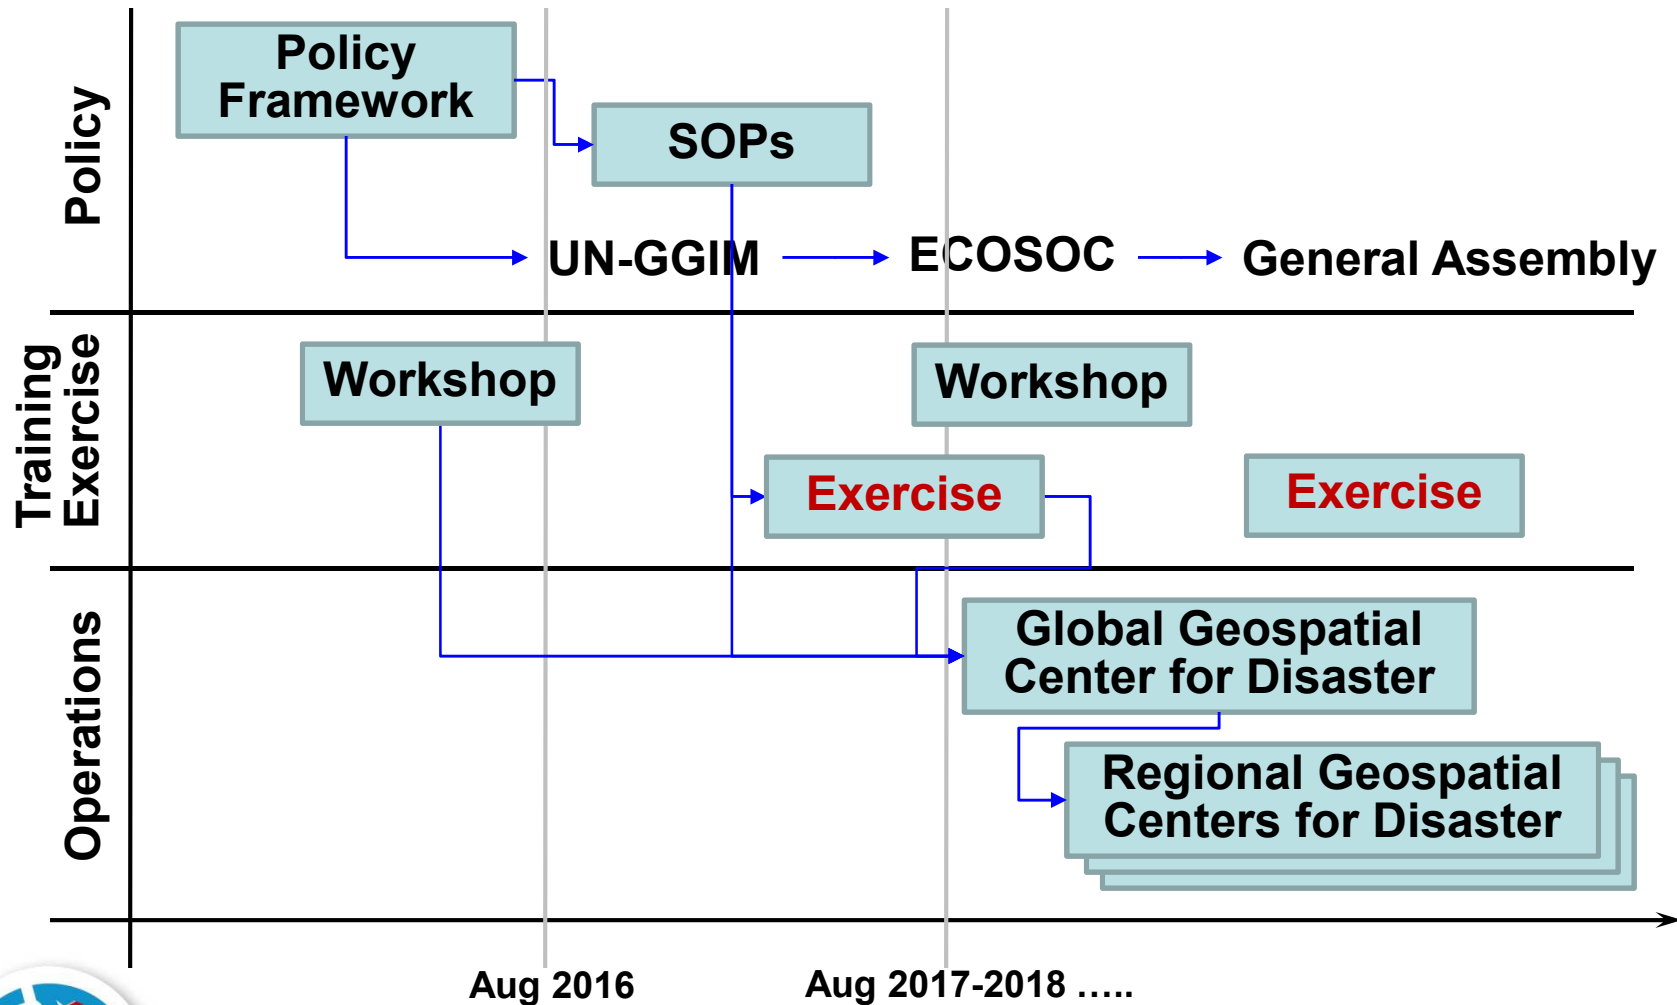 Policy
Policy
Framework
SOPs
UN-GGIM
ECOSOC
General Assembly
Training
Exercise
Workshop
Workshop
Exercise
Exercise
Operations
Global Geospatial
Center for Disaster
Regional Geospatial
Centers for Disaster
Aug 2016
Aug 2017-2018 …..